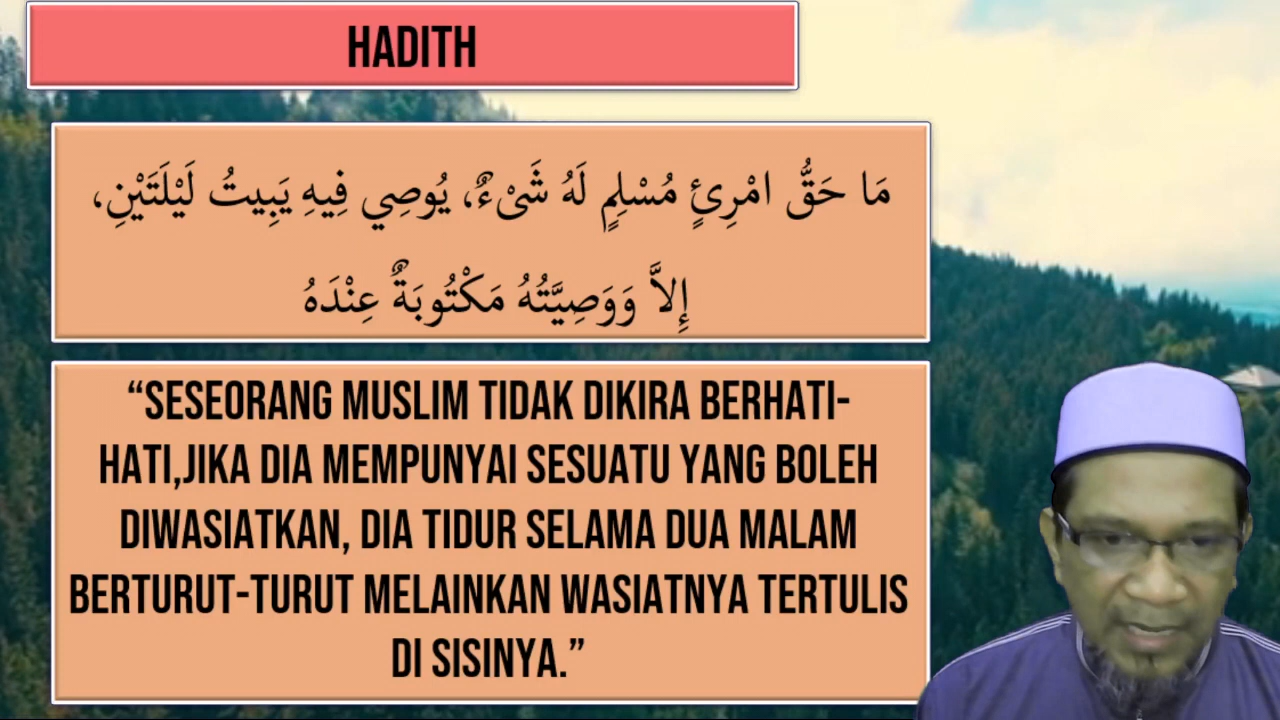 HADITH
مَا حَقُّ امْرِئٍ مُسْلِمٍ لَهُ شَىْءٌ، يُوصِي فِيهِ يَبِيتُ لَيْلَتَيْنِ،
إِلاَّ وَوَصِيَّتُهُ مَكْتُوبَةٌ عِنْدَهُ
“SESEORANG MUSLIM TIDAK DIKIRA BERHATI-
HATI,JIKA DIA MEMPUNYAI SESUATU YANG BOLEH
DIWASIATKAN, DIA TIDUR SELAMA DUA MALAM
BERTURUT-TURUT MELAINKAN WASIATNYA TERTULIS
DI SISINYA.”